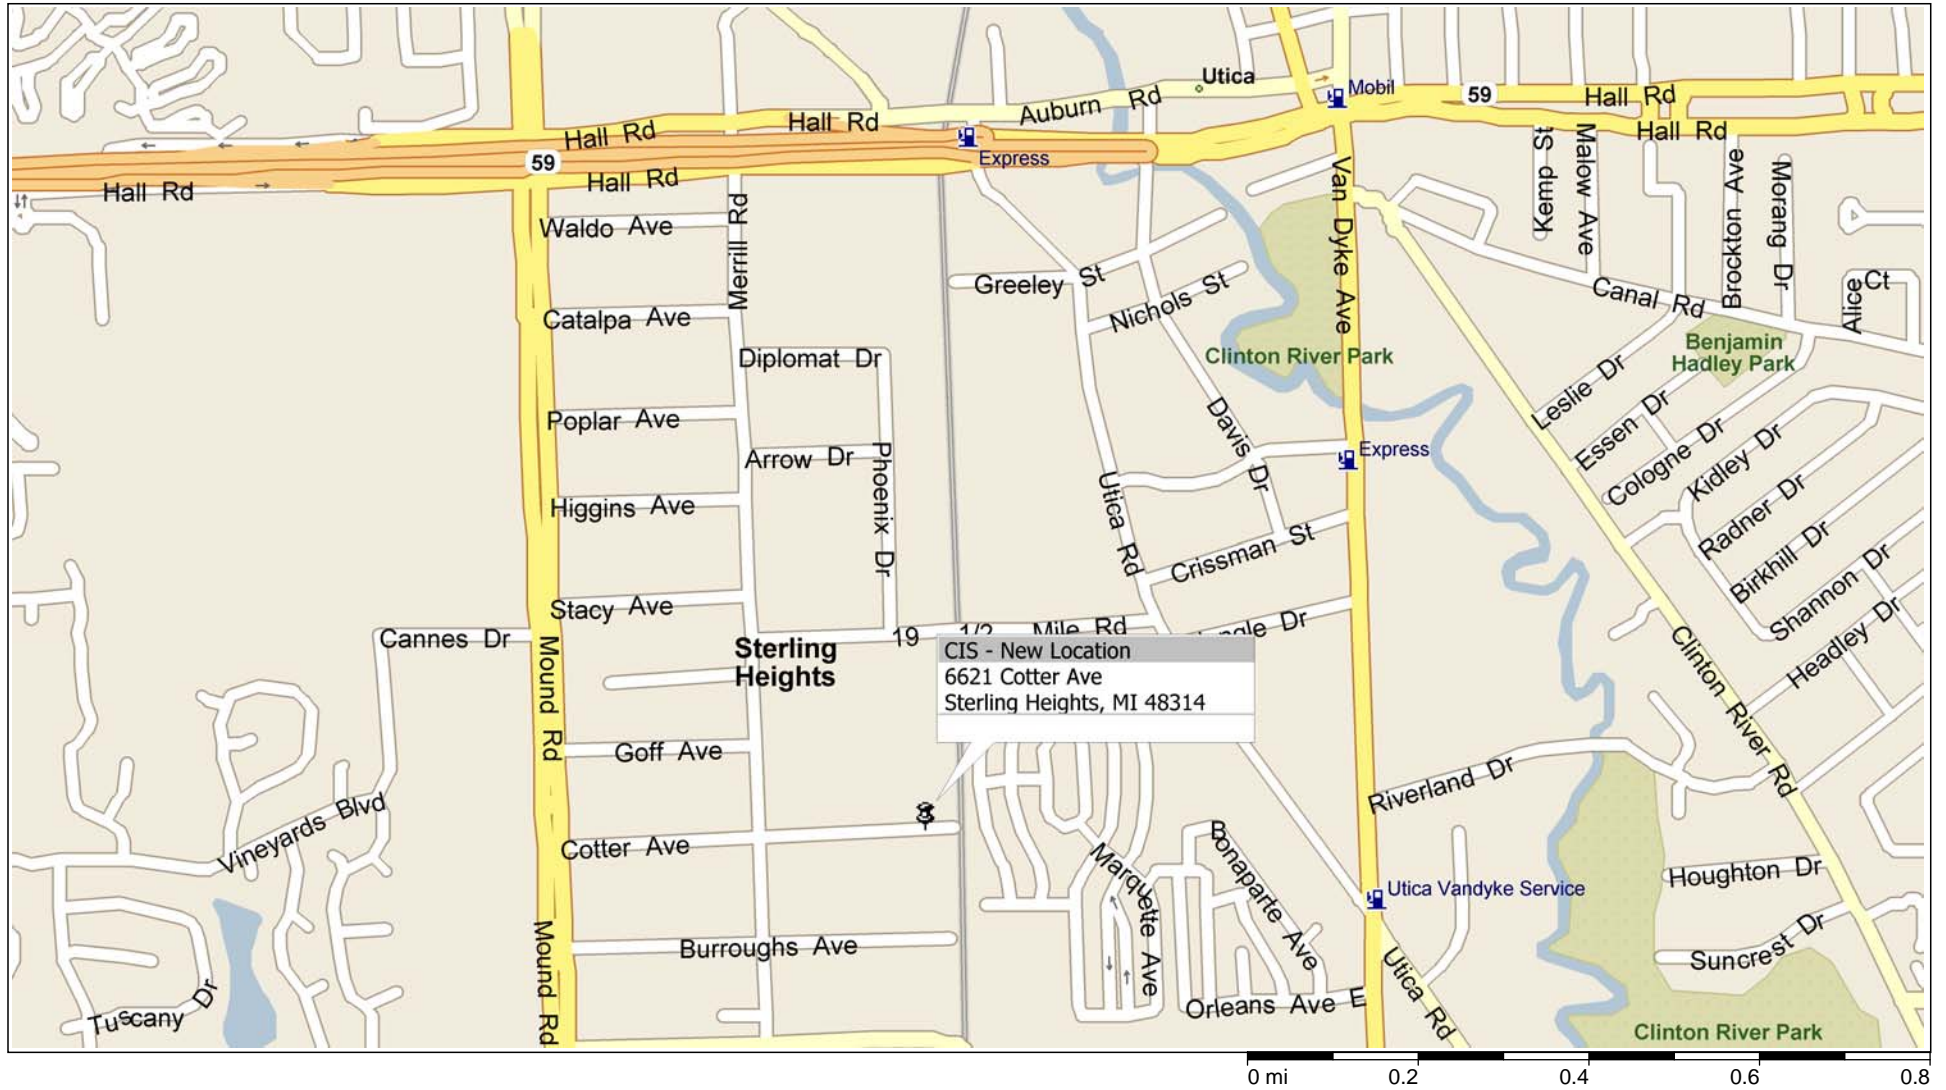 Utica
Mobil
59
Hall Rd
Auburn Rd
Hall Rd
Hall Rd
Hall Rd
59
Express
Hall Rd
Hall Rd
Kemp St
Malow Ave
Brockton Ave
Morang Dr
Van Dyke Ave
Merrill Rd
Waldo Ave
Greeley St
Nichols St
Canal Rd
Alice Ct
Catalpa Ave
Diplomat Dr
Clinton River Park
Benjamin
Hadley Park
Leslie Dr
Poplar Ave
Davis Dr
Essen Dr
Arrow Dr
Phoenix Dr
Express
Cologne Dr
Kidley Dr
Higgins Ave
Utica Rd
Radner Dr
Crissman St
Birkhill Dr
Shannon Dr
Stacy Ave
Cannes Dr
19 1/2 Mile Rd
ngle Dr
Headley Dr
Sterling
Heights
Mound Rd
CIS - New Location
6621 Cotter Ave
Sterling Heights, MI 48314
Clinton River Rd
Goff Ave
Riverland Dr
Vineyards Blvd
Cotter Ave
Marquette Ave
Bonaparte Ave
Utica Vandyke Service
Houghton Dr
Burroughs Ave
Mound Rd
Suncrest Dr
Utica Rd
Orleans Ave E
Tuscany Dr
Clinton River Park
0 mi 0.2 0.4 0.6 0.8